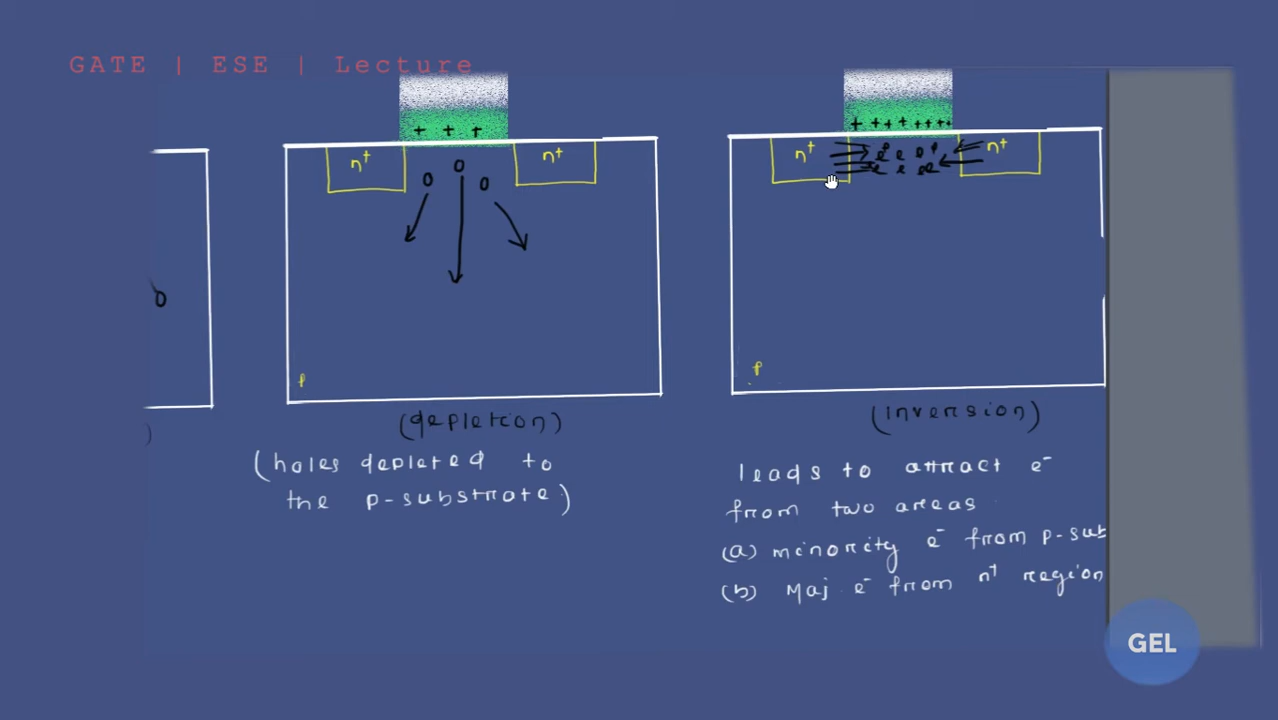 GATE | ESE | Lecture
+ + +
n+
n+
o o o
p
(depletion)
(holes depleted to
the p-substrate)
+ + + + + + + +
n+
n+
e e e e
e e e
p
(inversion)
leads to attract e-
from two areas
(a) minority e- from p-sub
(b) Maj e- from n+ region
o
)
GEL